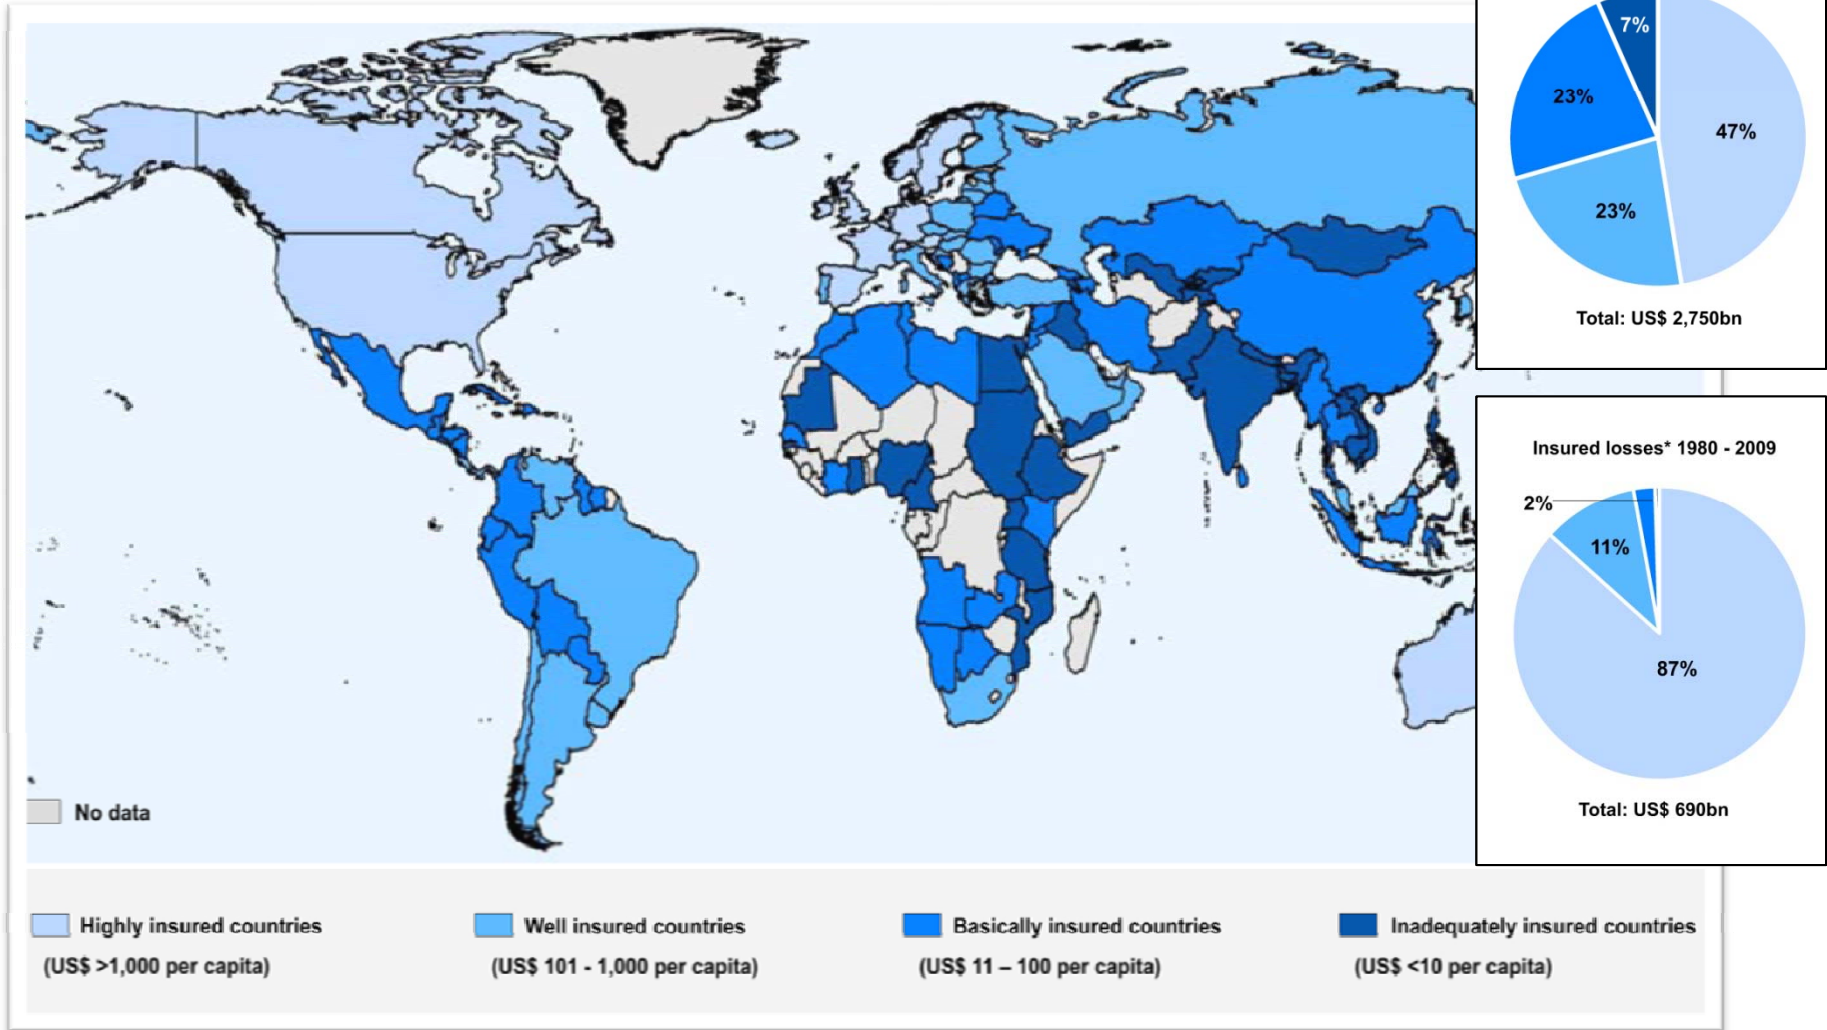 7%
23%
47%
23%
Total: US$ 2,750bn
Insured losses* 1980 - 2009
2%
11%
87%
Total: US$ 690bn
No data
Highly insured countries
(US$ >1,000 per capita)
Well insured countries
(US$ 101 - 1,000 per capita)
Basically insured countries
(US$ 11 – 100 per capita)
Inadequately insured countries
(US$ <10 per capita)